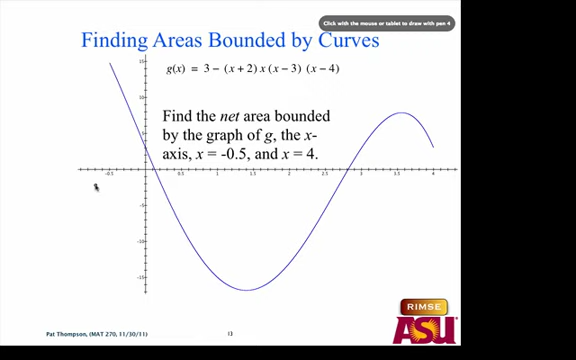 Click with the mouse or tablet to draw with pen 4
Finding Areas Bounded by Curves
g(x) = 3 − (x + 2) x (x − 3) (x − 4)
Find the net area bounded
by the graph of g, the x-
axis, x = -0.5, and x = 4.
15
10
5
-0.5
0.5
1
1.5
2
2.5
3
3.5
4
-5
-10
-15
RIMSE
ASU
Pat Thompson, (MAT 270, 11/30/11)
13